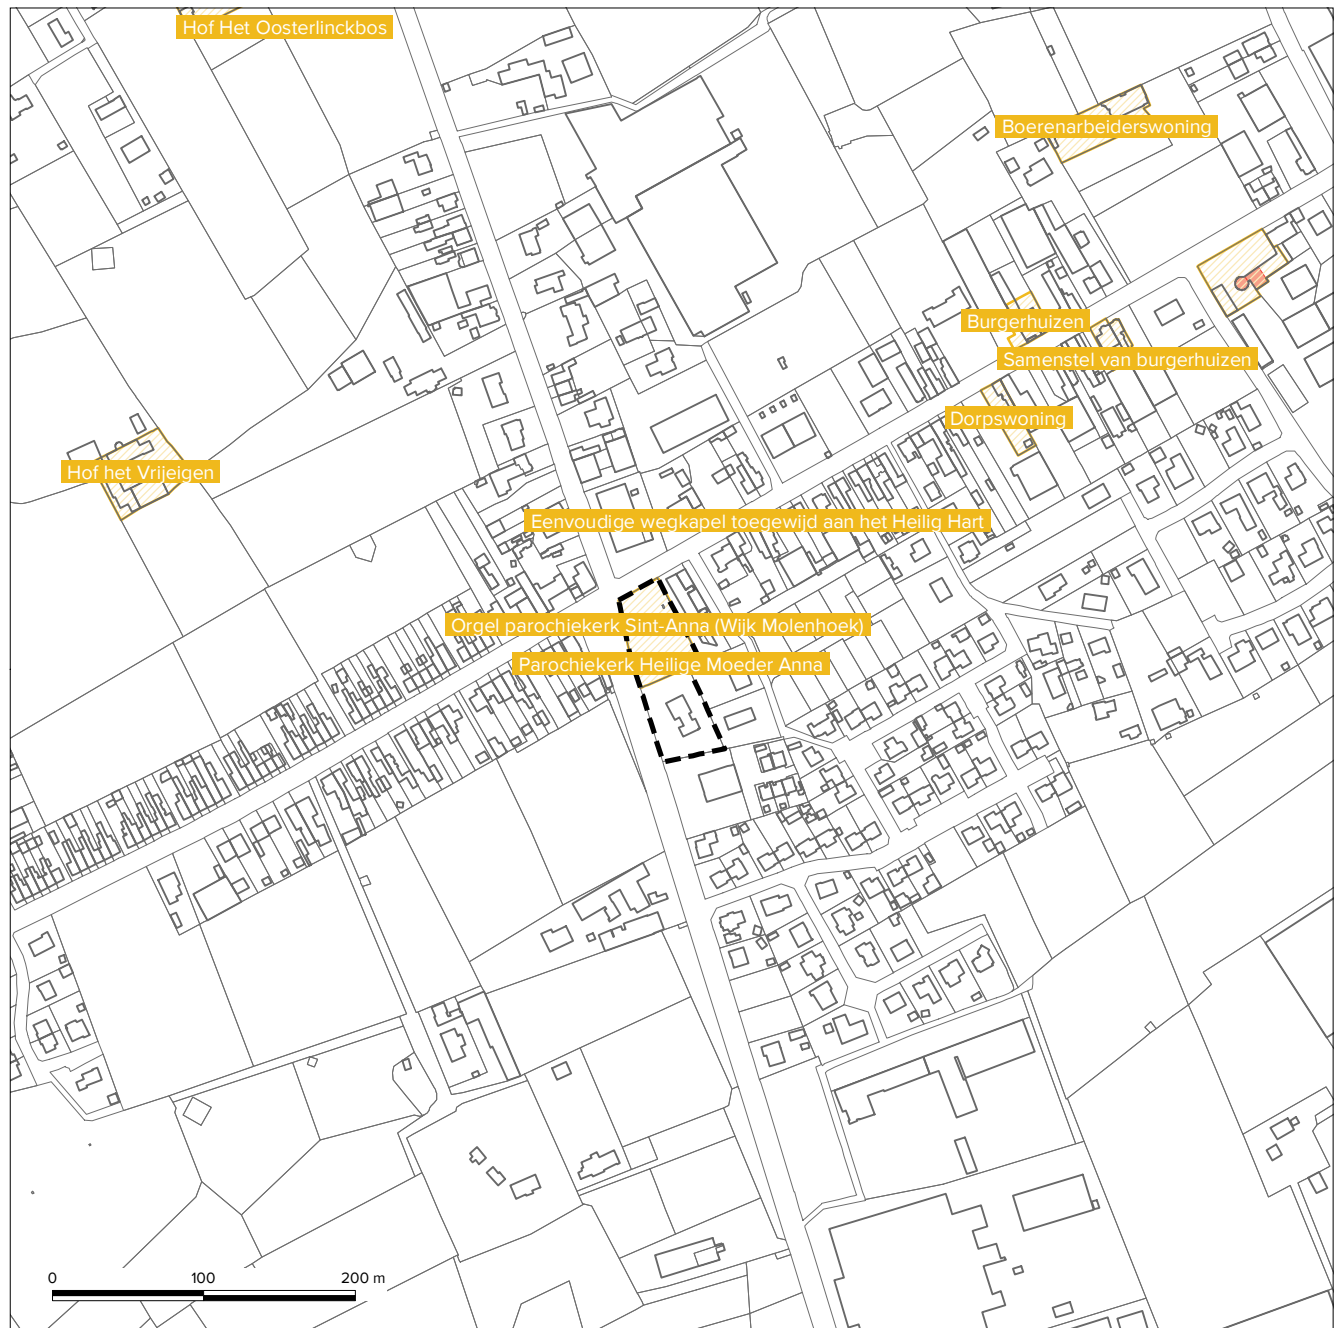 Hof Het Oosterlinckbos
Boerenarbeiderswoning
Burgerhuizen
Samenstel van burgerhuizen
Dorpswoning
Hof het Vrijeigen
Eenvoudige wegkapel toegewijd aan het Heilig Hart
Orgel parochiekerk Sint-Anna (Wijk Molenhoek)
Parochiekerk Heilige Moeder Anna
0 100 200 m